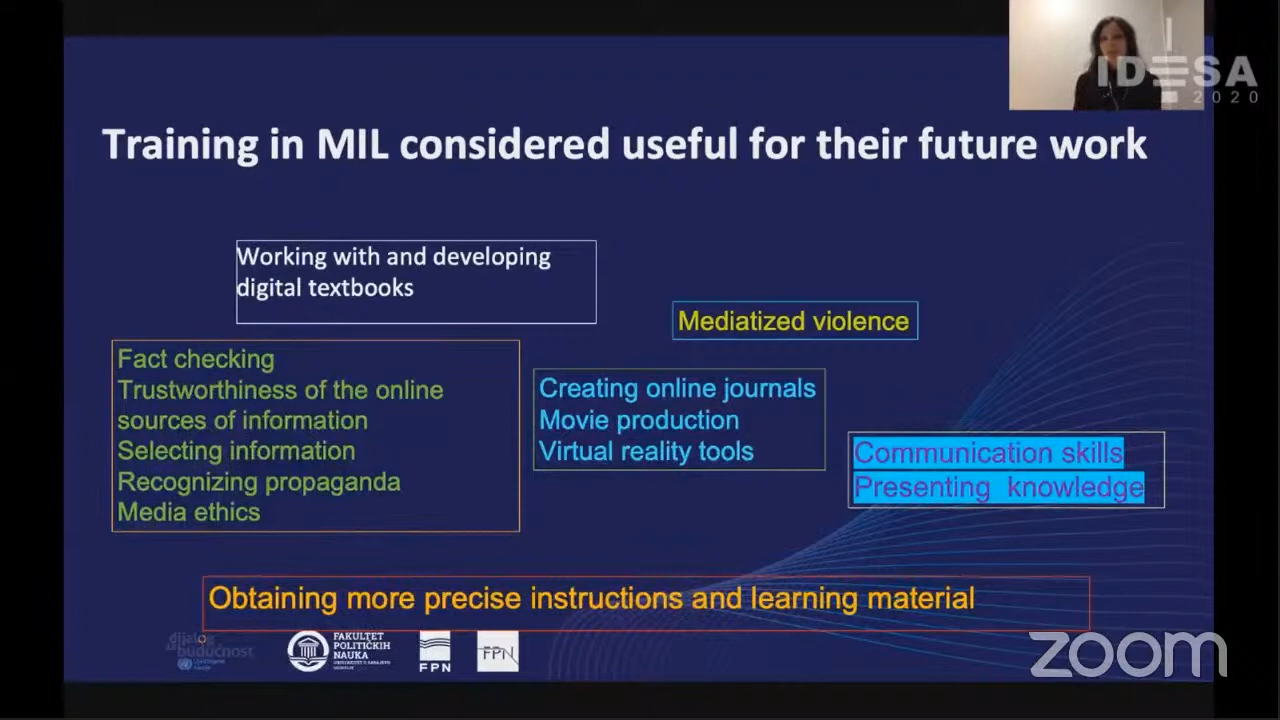 IDESA
2020
Training in MIL considered useful for their future work
Working with and developing
digital textbooks
Mediatized violence
Fact checking
Trustworthiness of the online
sources of information
Selecting information
Recognizing propaganda
Media ethics
Creating online journals
Movie production
Virtual reality tools
Communication skills
Presenting knowledge
Obtaining more precise instructions and learning material
dijalog
budućnost
FAKULTET
POLITIČKIH
NAUKA
FPN
FPN
zoom